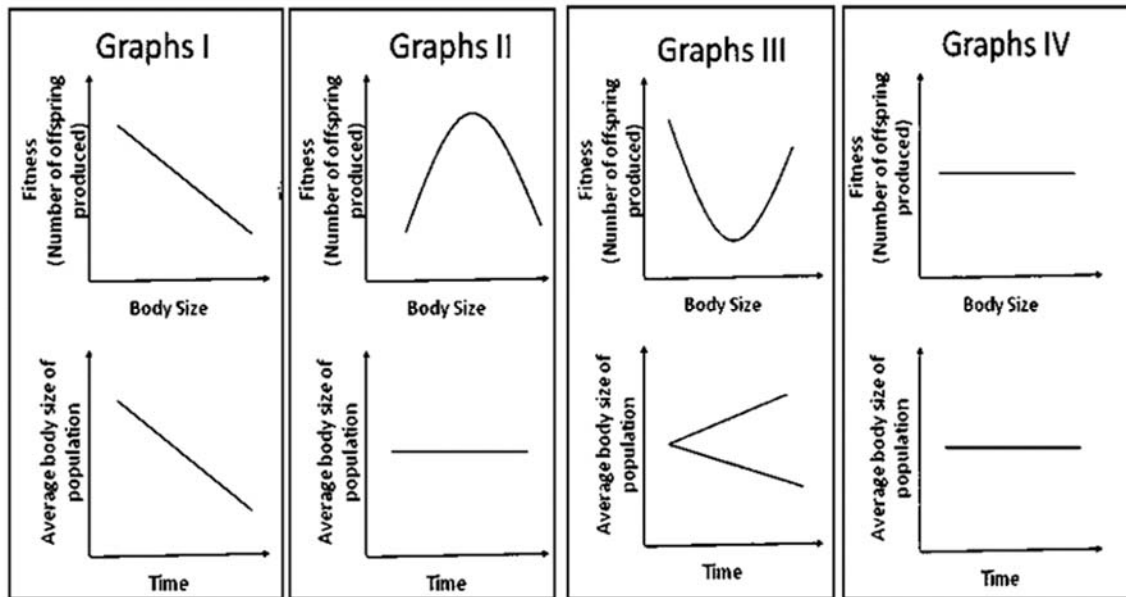 Graphs I
Fitness
(Number of offspring
produced)
Body Size
Average body size of
population
Time
Graphs II
Fitness
(Number of offspring
produced)
Body Size
Average body size of
population
Time
Graphs III
Fitness
(Number of offspring
produced)
Body Size
Average body size of
population
Time
Graphs IV
Fitness
(Number of offspring
produced)
Body Size
Average body size of
population
Time